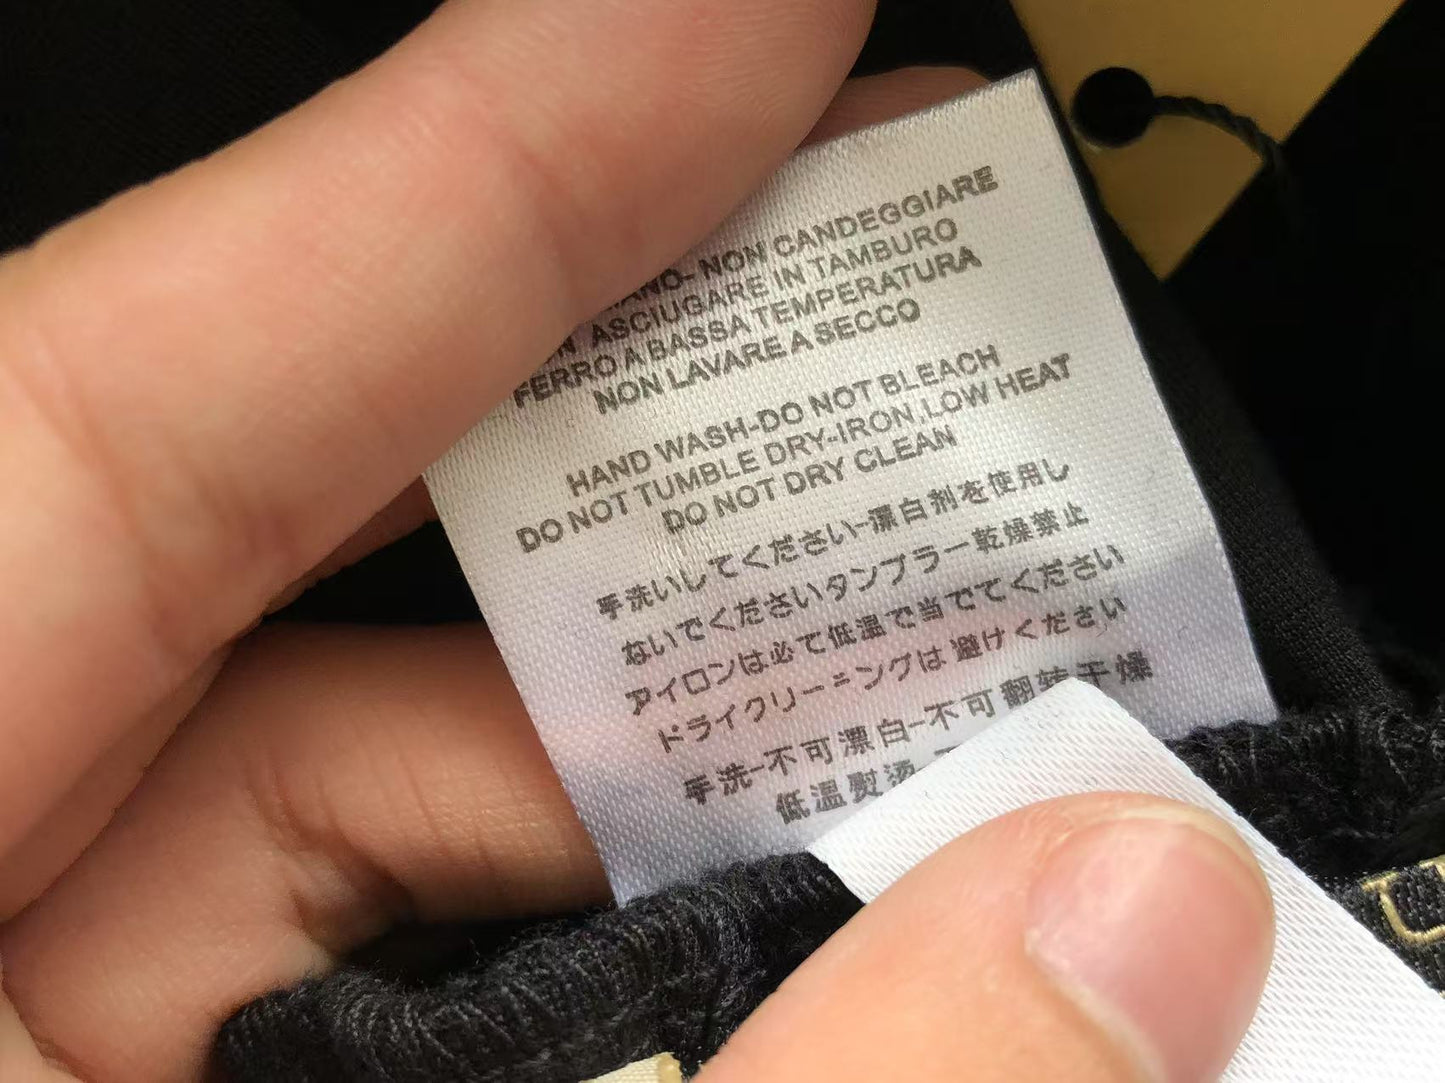 NON CANDEGGIARE
ASCIUGARE IN TAMBURO
FERRO A BASSA TEMPERATURA
NON LAVARE A SECCO
HAND WASH-DO NOT BLEACH
DO NOT TUMBLE DRY-IRON,LOW HEAT
DO NOT DRY CLEAN
手洗いしてください-漂白剤を使用し
ないでくださいタンブラー乾燥禁止
アイロンは必て低温で当でてください
ドライクリーニングは避けください
手洗-不可漂白-不可翻转干燥
低温熨烫